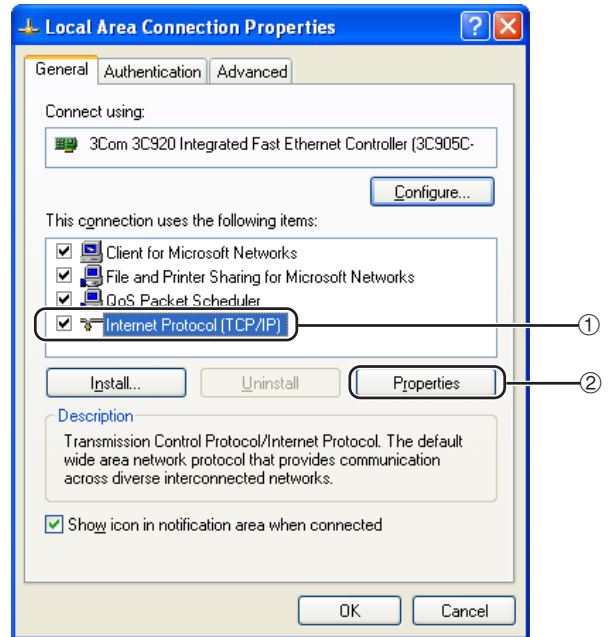 Local Area Connection Properties
General Authentication Advanced
Connect using:
3Com 3C920 Integrated Fast Ethernet Controller (3C905C-
Configure...
This connection uses the following items:
Client for Microsoft Networks
File and Printer Sharing for Microsoft Networks
QoS Packet Scheduler
Internet Protocol (TCP/IP)
①
Install... Uninstall Properties
②
Description
Transmission Control Protocol/Internet Protocol. The default
wide area network protocol that provides communication
across diverse interconnected networks.
Show icon in notification area when connected
OK Cancel